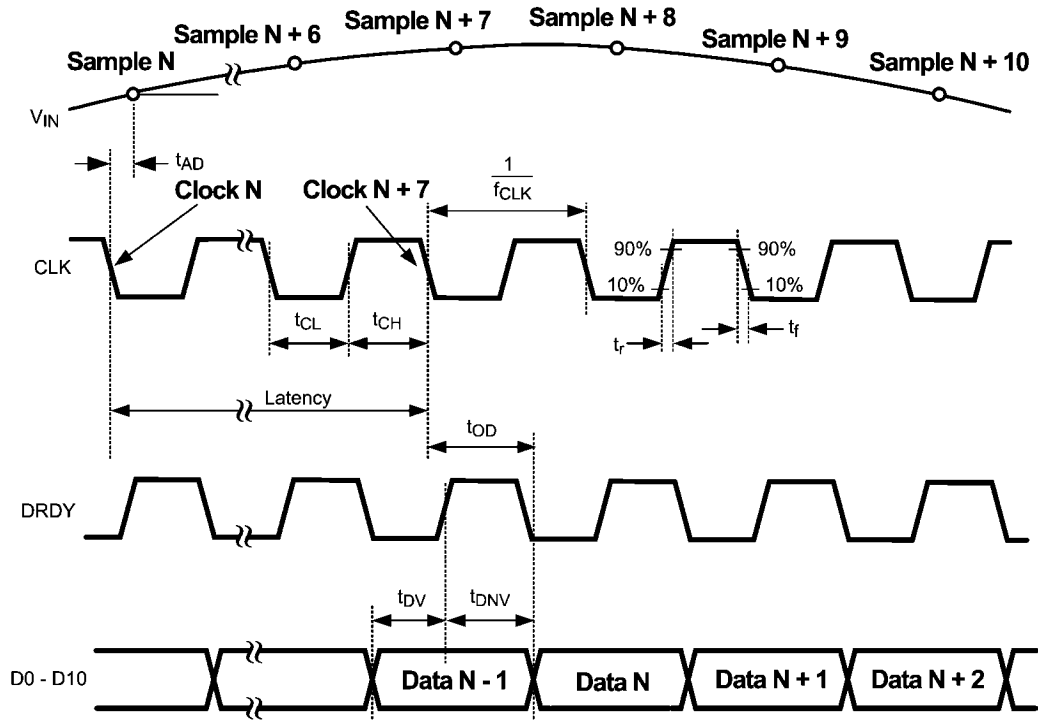 Sample N
Sample N + 6
Sample N + 7
Sample N + 8
Sample N + 9
Sample N + 10
VIN
tAD
Clock N
Clock N + 7
1
fCLK
CLK
90%
90%
10%
10%
tCL
tCH
tr
tf
Latency
tOD
DRDY
tDV
tDNV
D0 - D10
Data N - 1
Data N
Data N + 1
Data N + 2